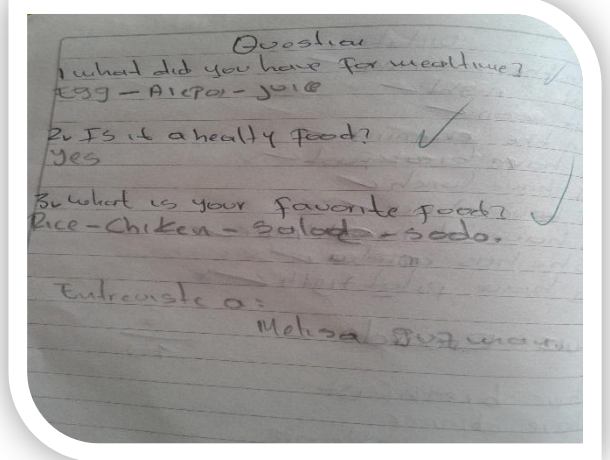 Question
1 what did you have for mealtime?
Egg - Arepa - juice
2. Is it a healty food?
yes
3. what is your favorite food?
Rice - Chiken - salad - soda.
Entreviste a:
Melisa guzman